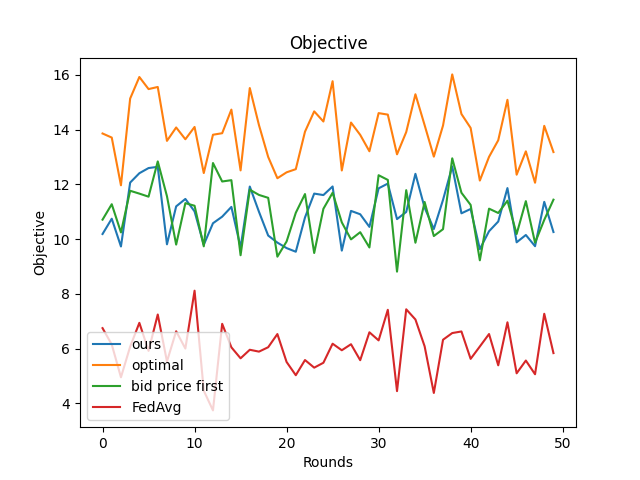 Objective
16
14
12
10
8
6
4
Objective
ours
optimal
bid price first
FedAvg
0 10 20 30 40 50
Rounds